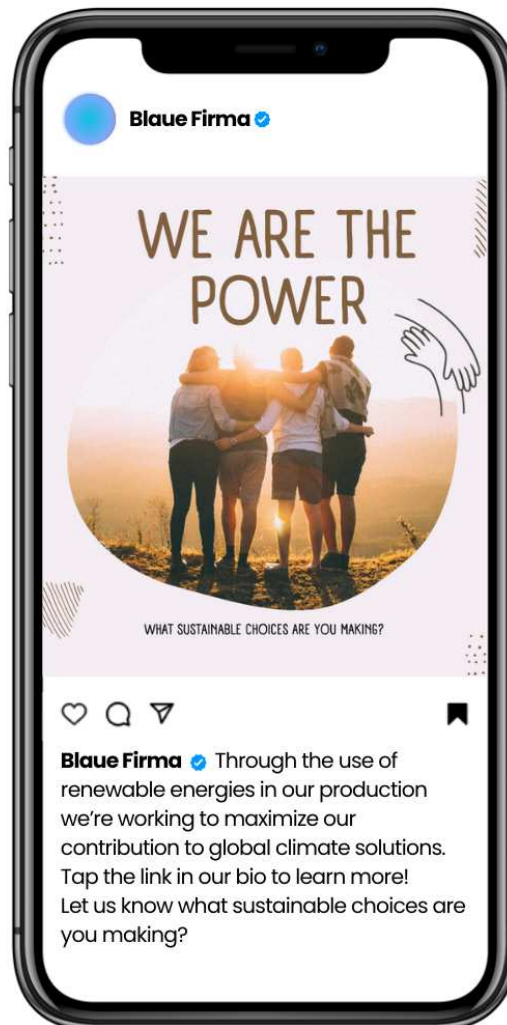 Blaue Firma
WE ARE THE
POWER
WHAT SUSTAINABLE CHOICES ARE YOU MAKING?
Blaue Firma Through the use of
renewable energies in our production
we're working to maximize our
contribution to global climate solutions.
Tap the link in our bio to learn more!
Let us know what sustainable choices are
you making?